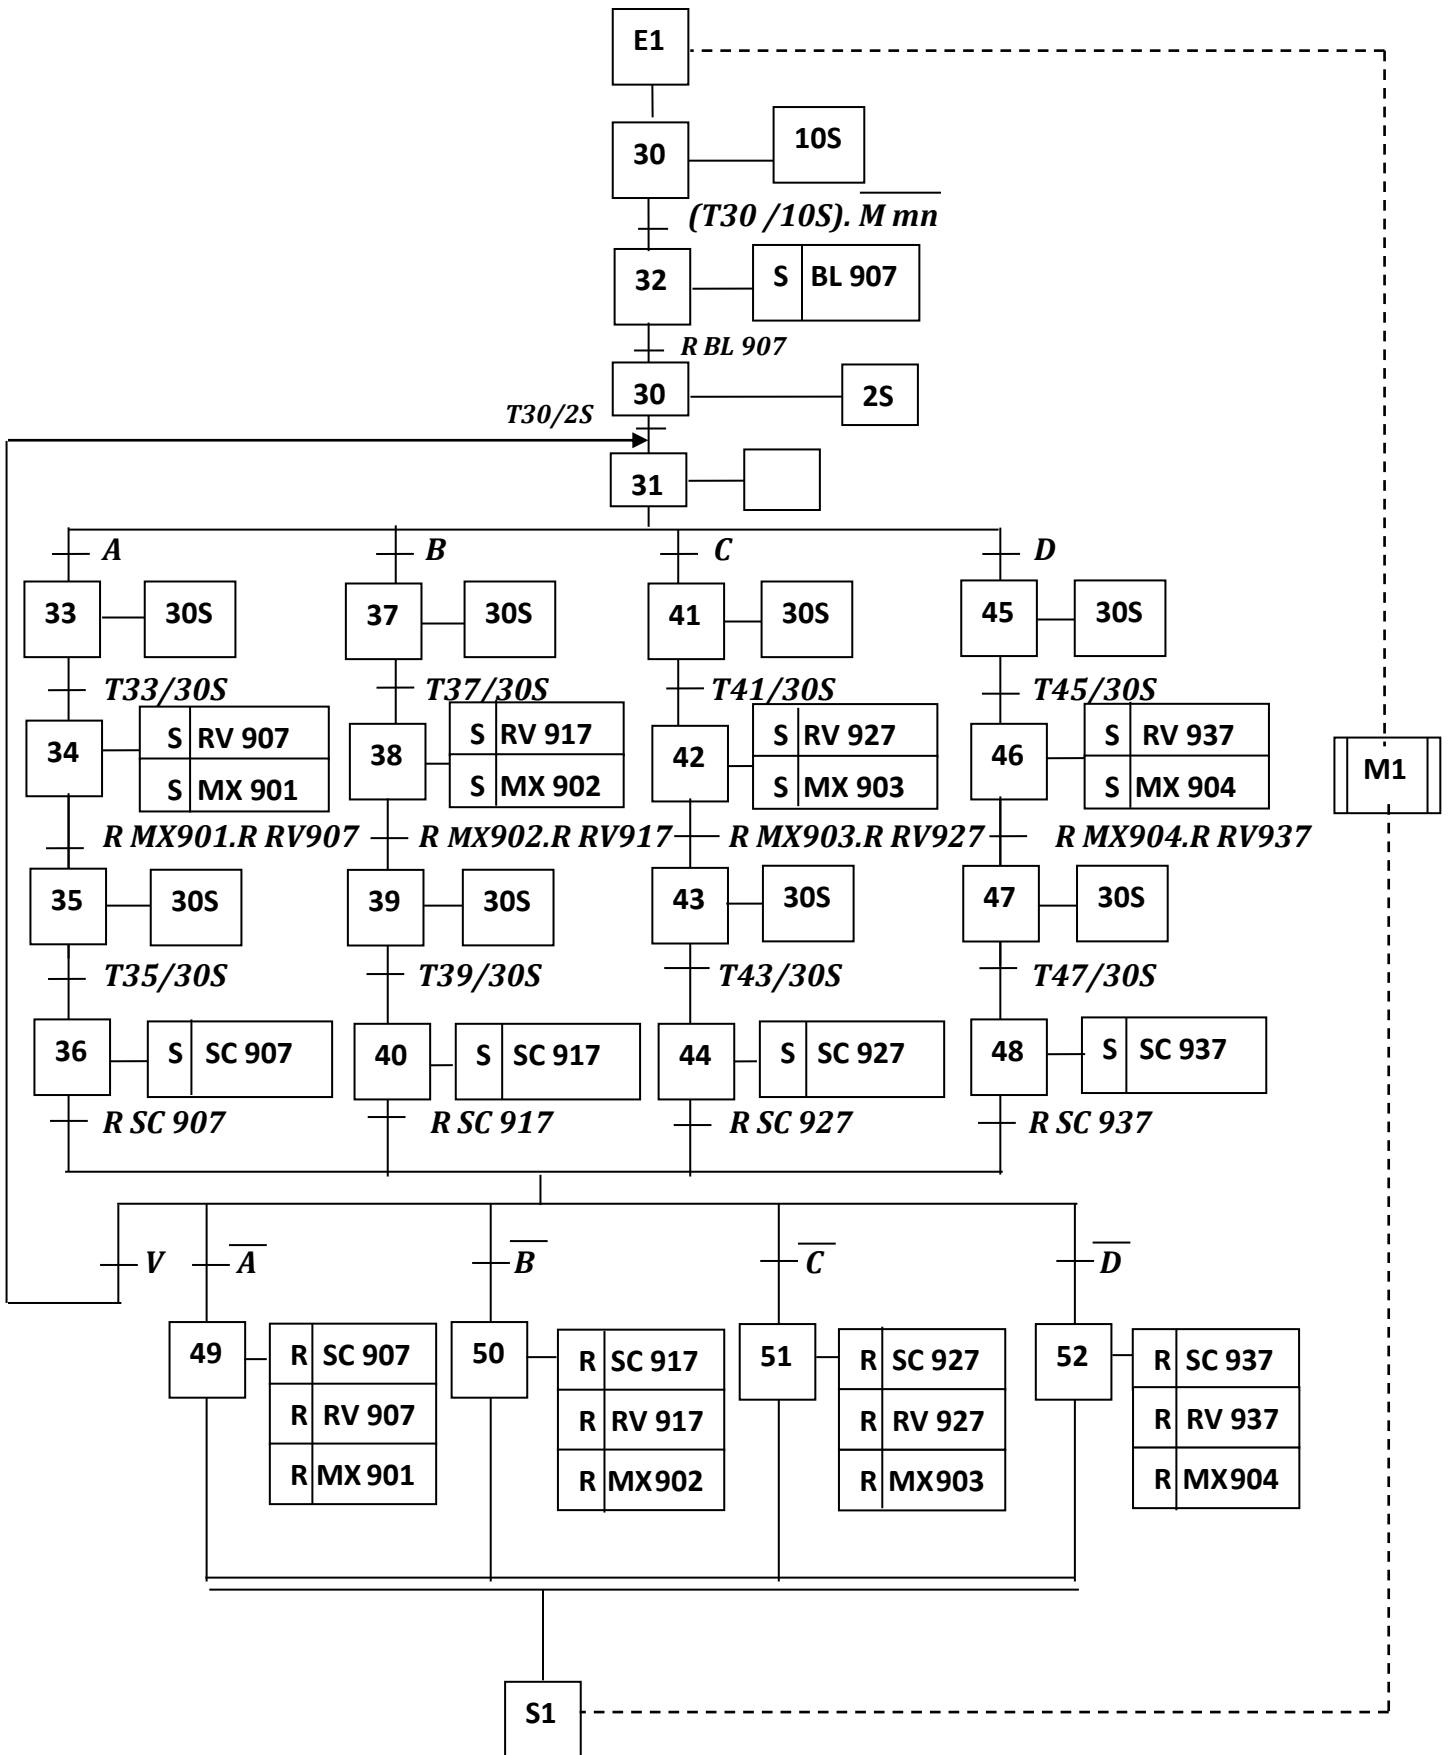 E1
30
10S
(T30 /10S). M̅ ̅m̅n̅
32
S BL 907
R BL 907
30
2S
T30/2S
31
A B C D
33 30S 37 30S 41 30S 45 30S
T33/30S T37/30S T41/30S T45/30S
34 S RV 907 38 S RV 917 42 S RV 927 46 S RV 937
S MX 901 S MX 902 S MX 903 S MX 904
M1
R MX901.R RV907 R MX902.R RV917 R MX903.R RV927 R MX904.R RV937
35 30S 39 30S 43 30S 47 30S
T35/30S T39/30S T43/30S T47/30S
36 S SC 907 40 S SC 917 44 S SC 927 48 S SC 937
R SC 907 R SC 917 R SC 927 R SC 937
V A̅ B̅ C̅ D̅
49 R SC 907 50 R SC 917 51 R SC 927 52 R SC 937
R RV 907 R RV 917 R RV 927 R RV 937
R MX 901 R MX902 R MX903 R MX904
S1